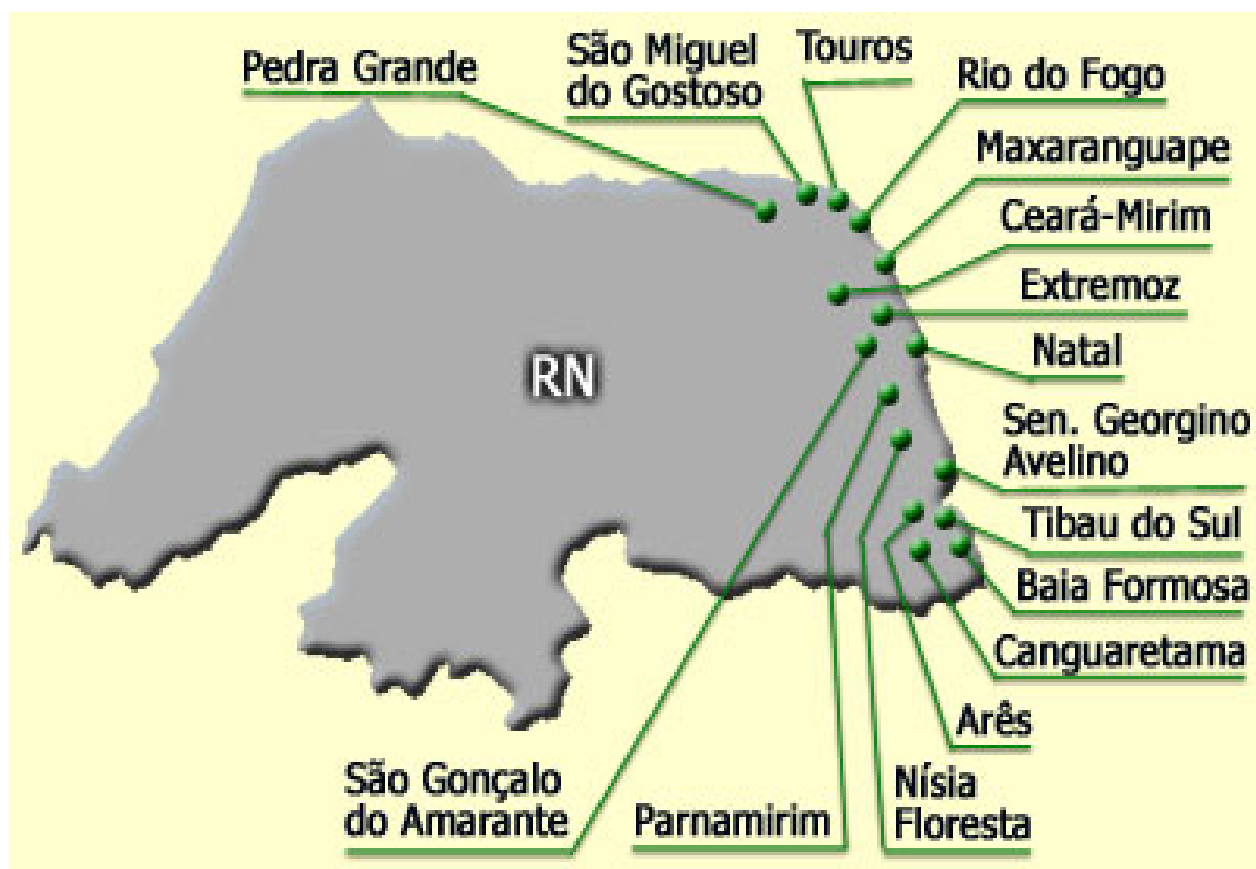 Pedra Grande
São Miguel
do Gostoso
Touros
Rio do Fogo
Maxaranguape
Ceará-Mirim
Extremoz
Natal
RN
Sen. Georgino
Avelino
Tibau do Sul
Baia Formosa
Canguaretama
Arês
Nísia
Floresta
Parnamirim
São Gonçalo
do Amarante